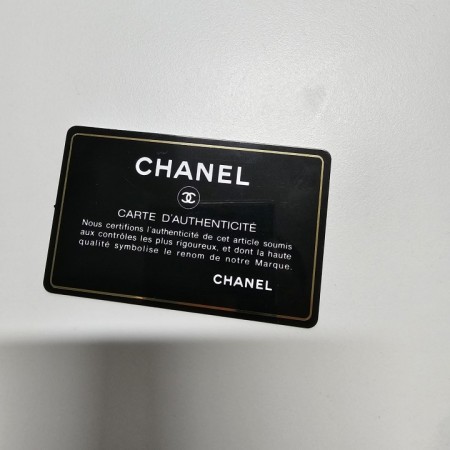 CHANEL
CARTE D'AUTHENTICITÉ
Nous certifions l'authenticité de cet article soumis
aux contrôles les plus rigoureux, et dont la haute
qualité symbolise le renom de notre Marque.
CHANEL